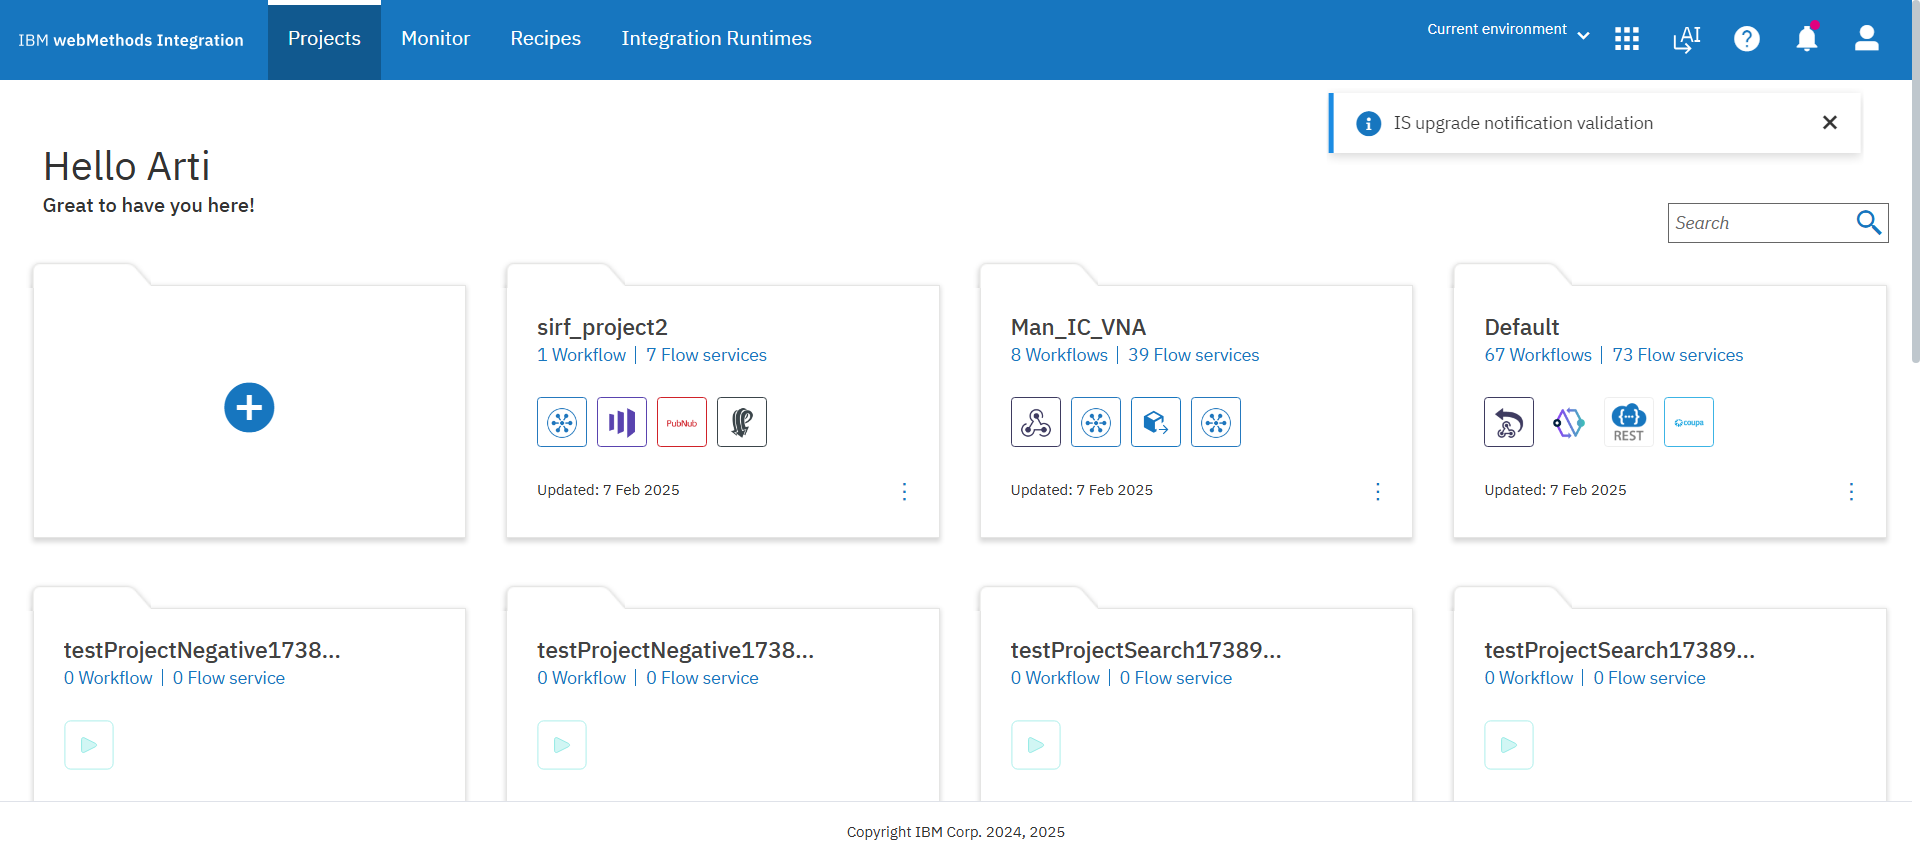 IBM webMethods Integration
Projects
Monitor
Recipes
Integration Runtimes
Current environment
AI
?
IS upgrade notification validation
Hello Arti
Great to have you here!
Search
sirf_project2
1 Workflow | 7 Flow services
PubNub
Updated: 7 Feb 2025
Man_IC_VNA
8 Workflows | 39 Flow services
Updated: 7 Feb 2025
Default
67 Workflows | 73 Flow services
REST
coupa
Updated: 7 Feb 2025
testProjectNegative1738...
0 Workflow | 0 Flow service
testProjectNegative1738...
0 Workflow | 0 Flow service
testProjectSearch17389...
0 Workflow | 0 Flow service
testProjectSearch17389...
0 Workflow | 0 Flow service
Copyright IBM Corp. 2024, 2025